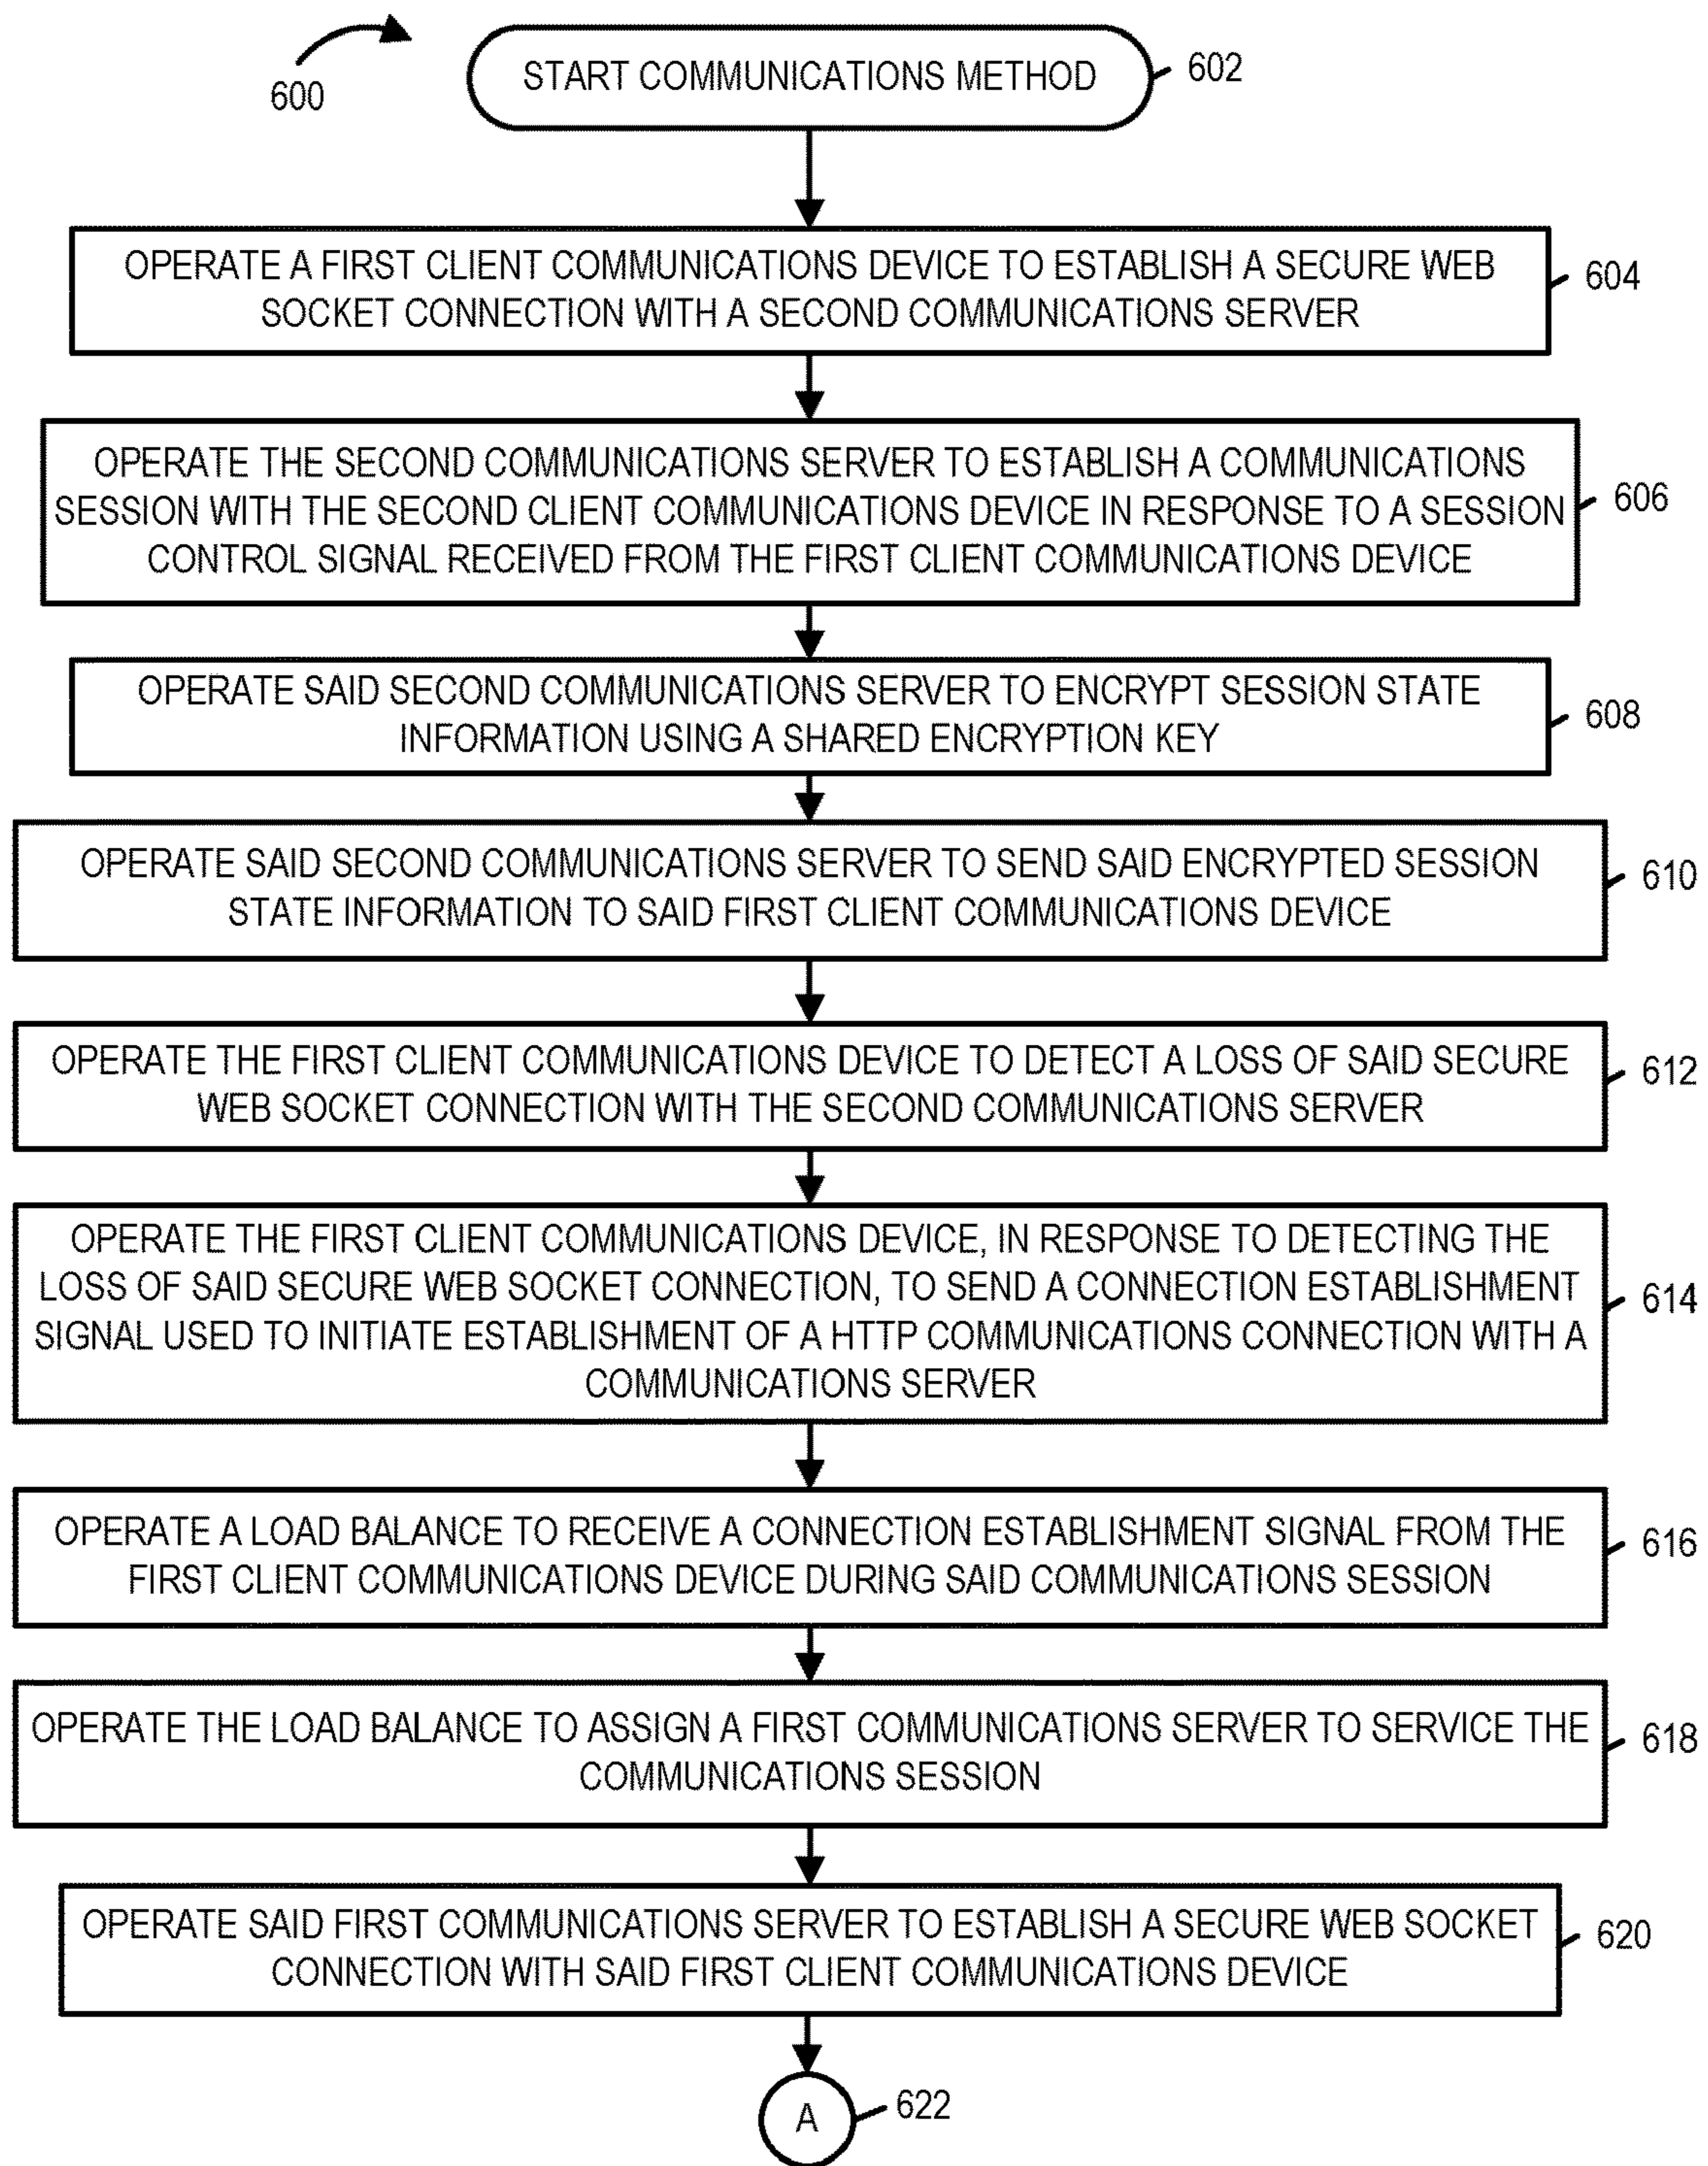 600
START COMMUNICATIONS METHOD
602
OPERATE A FIRST CLIENT COMMUNICATIONS DEVICE TO ESTABLISH A SECURE WEB
SOCKET CONNECTION WITH A SECOND COMMUNICATIONS SERVER
604
OPERATE THE SECOND COMMUNICATIONS SERVER TO ESTABLISH A COMMUNICATIONS
SESSION WITH THE SECOND CLIENT COMMUNICATIONS DEVICE IN RESPONSE TO A SESSION
CONTROL SIGNAL RECEIVED FROM THE FIRST CLIENT COMMUNICATIONS DEVICE
606
OPERATE SAID SECOND COMMUNICATIONS SERVER TO ENCRYPT SESSION STATE
INFORMATION USING A SHARED ENCRYPTION KEY
608
OPERATE SAID SECOND COMMUNICATIONS SERVER TO SEND SAID ENCRYPTED SESSION
STATE INFORMATION TO SAID FIRST CLIENT COMMUNICATIONS DEVICE
610
OPERATE THE FIRST CLIENT COMMUNICATIONS DEVICE TO DETECT A LOSS OF SAID SECURE
WEB SOCKET CONNECTION WITH THE SECOND COMMUNICATIONS SERVER
612
OPERATE THE FIRST CLIENT COMMUNICATIONS DEVICE, IN RESPONSE TO DETECTING THE
LOSS OF SAID SECURE WEB SOCKET CONNECTION, TO SEND A CONNECTION ESTABLISHMENT
SIGNAL USED TO INITIATE ESTABLISHMENT OF A HTTP COMMUNICATIONS CONNECTION WITH A
COMMUNICATIONS SERVER
614
OPERATE A LOAD BALANCE TO RECEIVE A CONNECTION ESTABLISHMENT SIGNAL FROM THE
FIRST CLIENT COMMUNICATIONS DEVICE DURING SAID COMMUNICATIONS SESSION
616
OPERATE THE LOAD BALANCE TO ASSIGN A FIRST COMMUNICATIONS SERVER TO SERVICE THE
COMMUNICATIONS SESSION
618
OPERATE SAID FIRST COMMUNICATIONS SERVER TO ESTABLISH A SECURE WEB SOCKET
CONNECTION WITH SAID FIRST CLIENT COMMUNICATIONS DEVICE
620
A
622